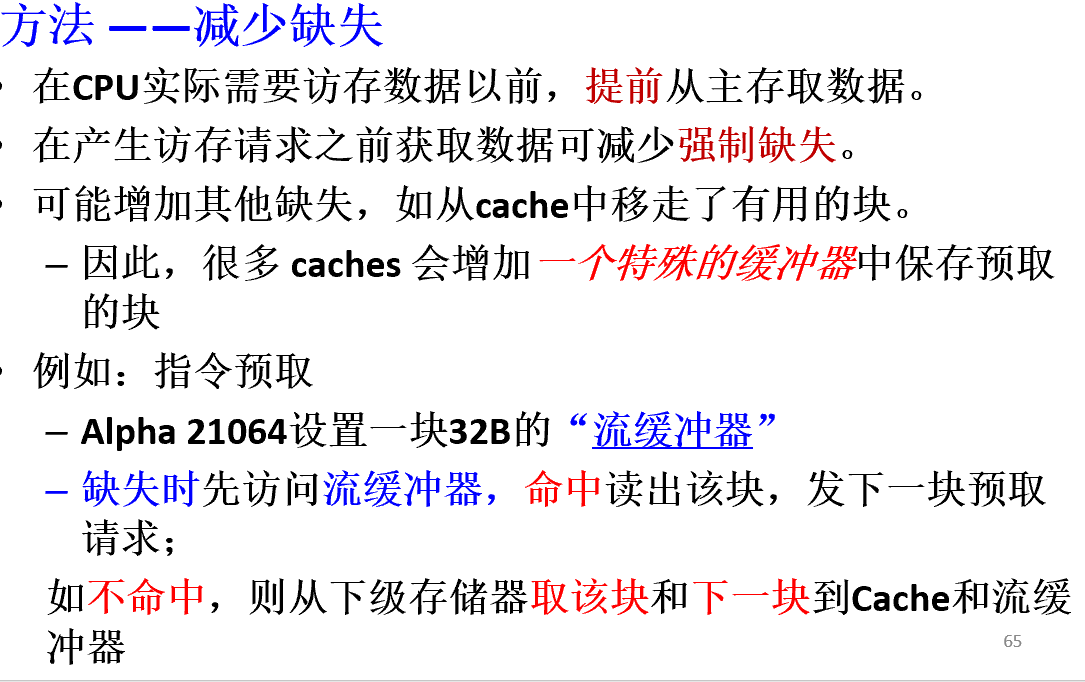 方法 ——减少缺失
• 在CPU实际需要访存数据以前，提前从主存取数据。
• 在产生访存请求之前获取数据可减少强制缺失。
• 可能增加其他缺失，如从cache中移走了有用的块。
– 因此，很多 caches 会增加一个特殊的缓冲器中保存预取
的块
• 例如：指令预取
– Alpha 21064设置一块32B的“流缓冲器”
– 缺失时先访问流缓冲器，命中读出该块，发下一块预取
请求；
如不命中，则从下级存储器取该块和下一块到Cache和流缓
冲器
65